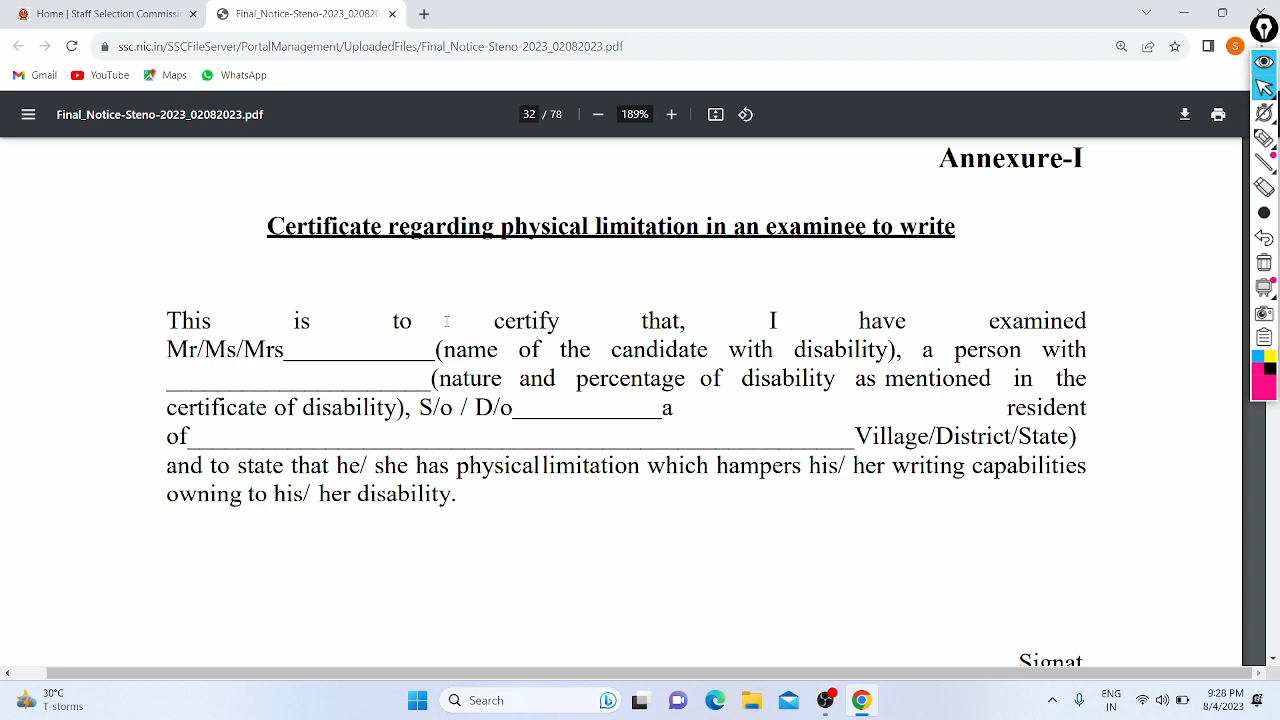 Home | Staff Selection Commissi
Final_Notice-Steno-2023_020820
ssc.nic.in/SSCFileServer/PortalManagement/UploadedFiles/Final_Notice-Steno-2023_02082023.pdf
S
Gmail YouTube Maps WhatsApp
Final_Notice-Steno-2023_02082023.pdf 32 / 78 189%
Annexure-I
Certificate regarding physical limitation in an examinee to write
This is to certify that, I have examined
Mr/Ms/Mrs____________(name of the candidate with disability), a person with
_____________________(nature and percentage of disability as mentioned in the
certificate of disability), S/o / D/o____________a resident
of_____________________________________________________Village/District/State)
and to state that he/ she has physical limitation which hampers his/ her writing capabilities
owning to his/ her disability.
Signat
30°C
T-storms
Search
ENG
IN
9:28 PM
8/4/2023